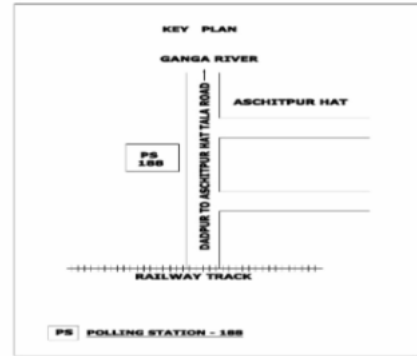 KEY PLAN
GANGA RIVER
ASCHITPUR HAT
DADPUR TO ASCHITPUR HAT TALA ROAD
PS
188
RAILWAY TRACK
PS POLLING STATION - 188